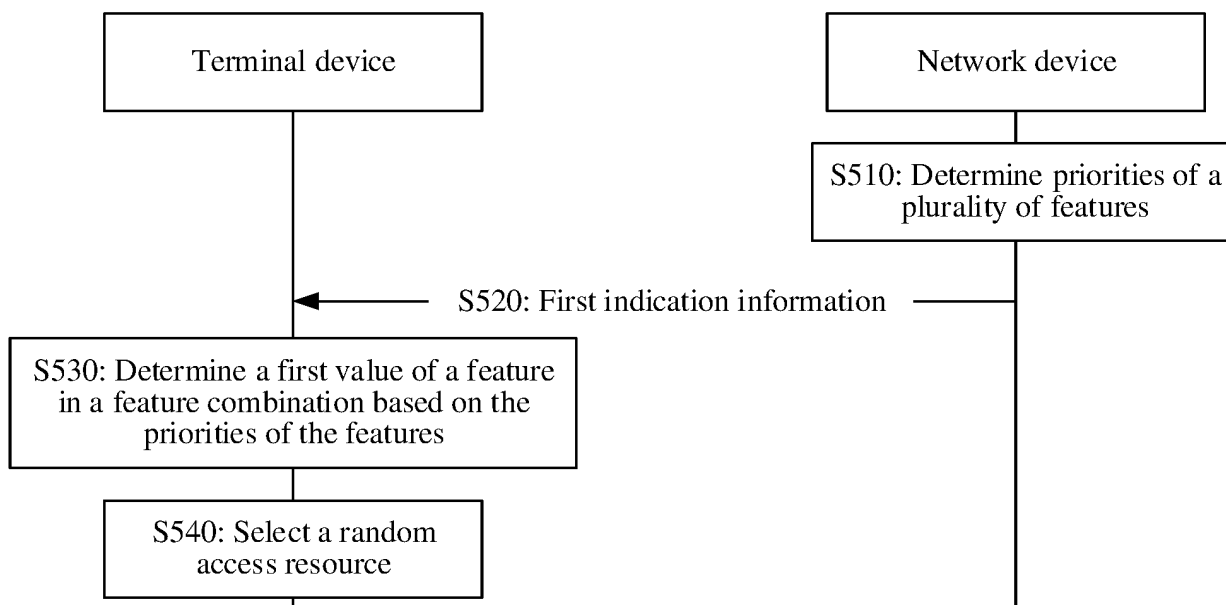 Terminal device
Network device
S510: Determine priorities of a
plurality of features
S520: First indication information
S530: Determine a first value of a feature
in a feature combination based on the
priorities of the features
S540: Select a random
access resource